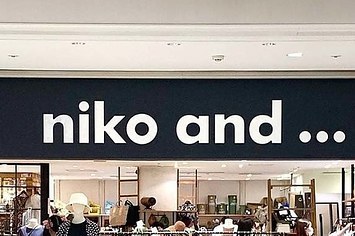 niko and ...